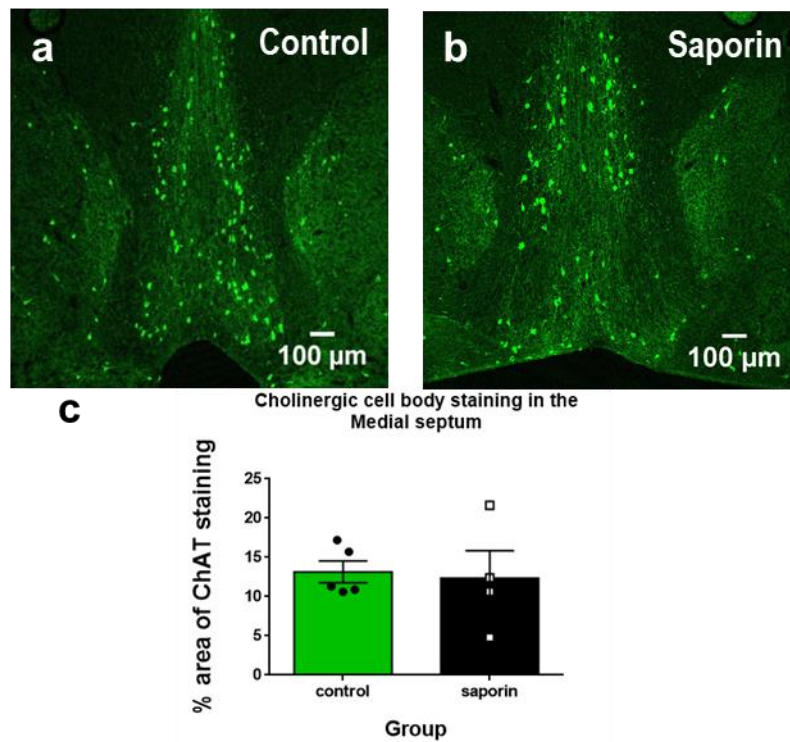 a
Control
100 µm
b
Saporin
100 µm
c
Cholinergic cell body staining in the
Medial septum
% area of ChAT staining
25
20
15
10
5
0
control
saporin
Group